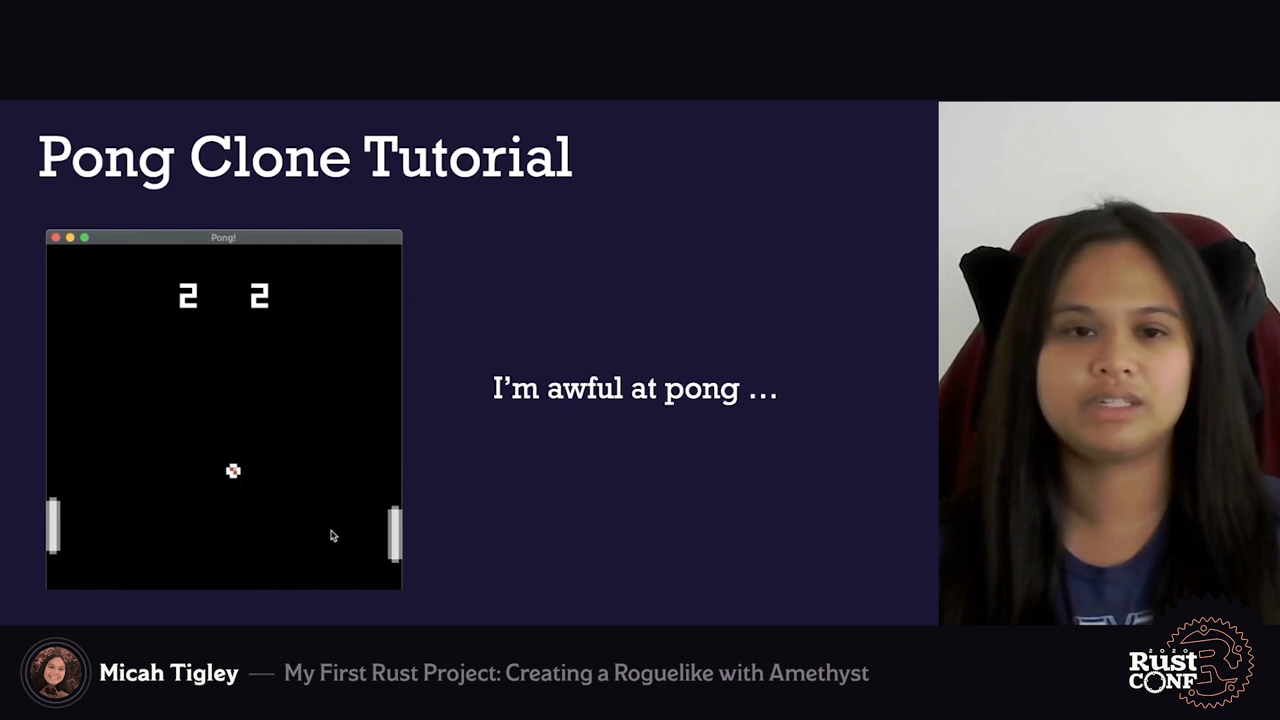 Pong Clone Tutorial
Pong!
2 2
I'm awful at pong ...
Micah Tigley — My First Rust Project: Creating a Roguelike with Amethyst
2020
Rust
CONF